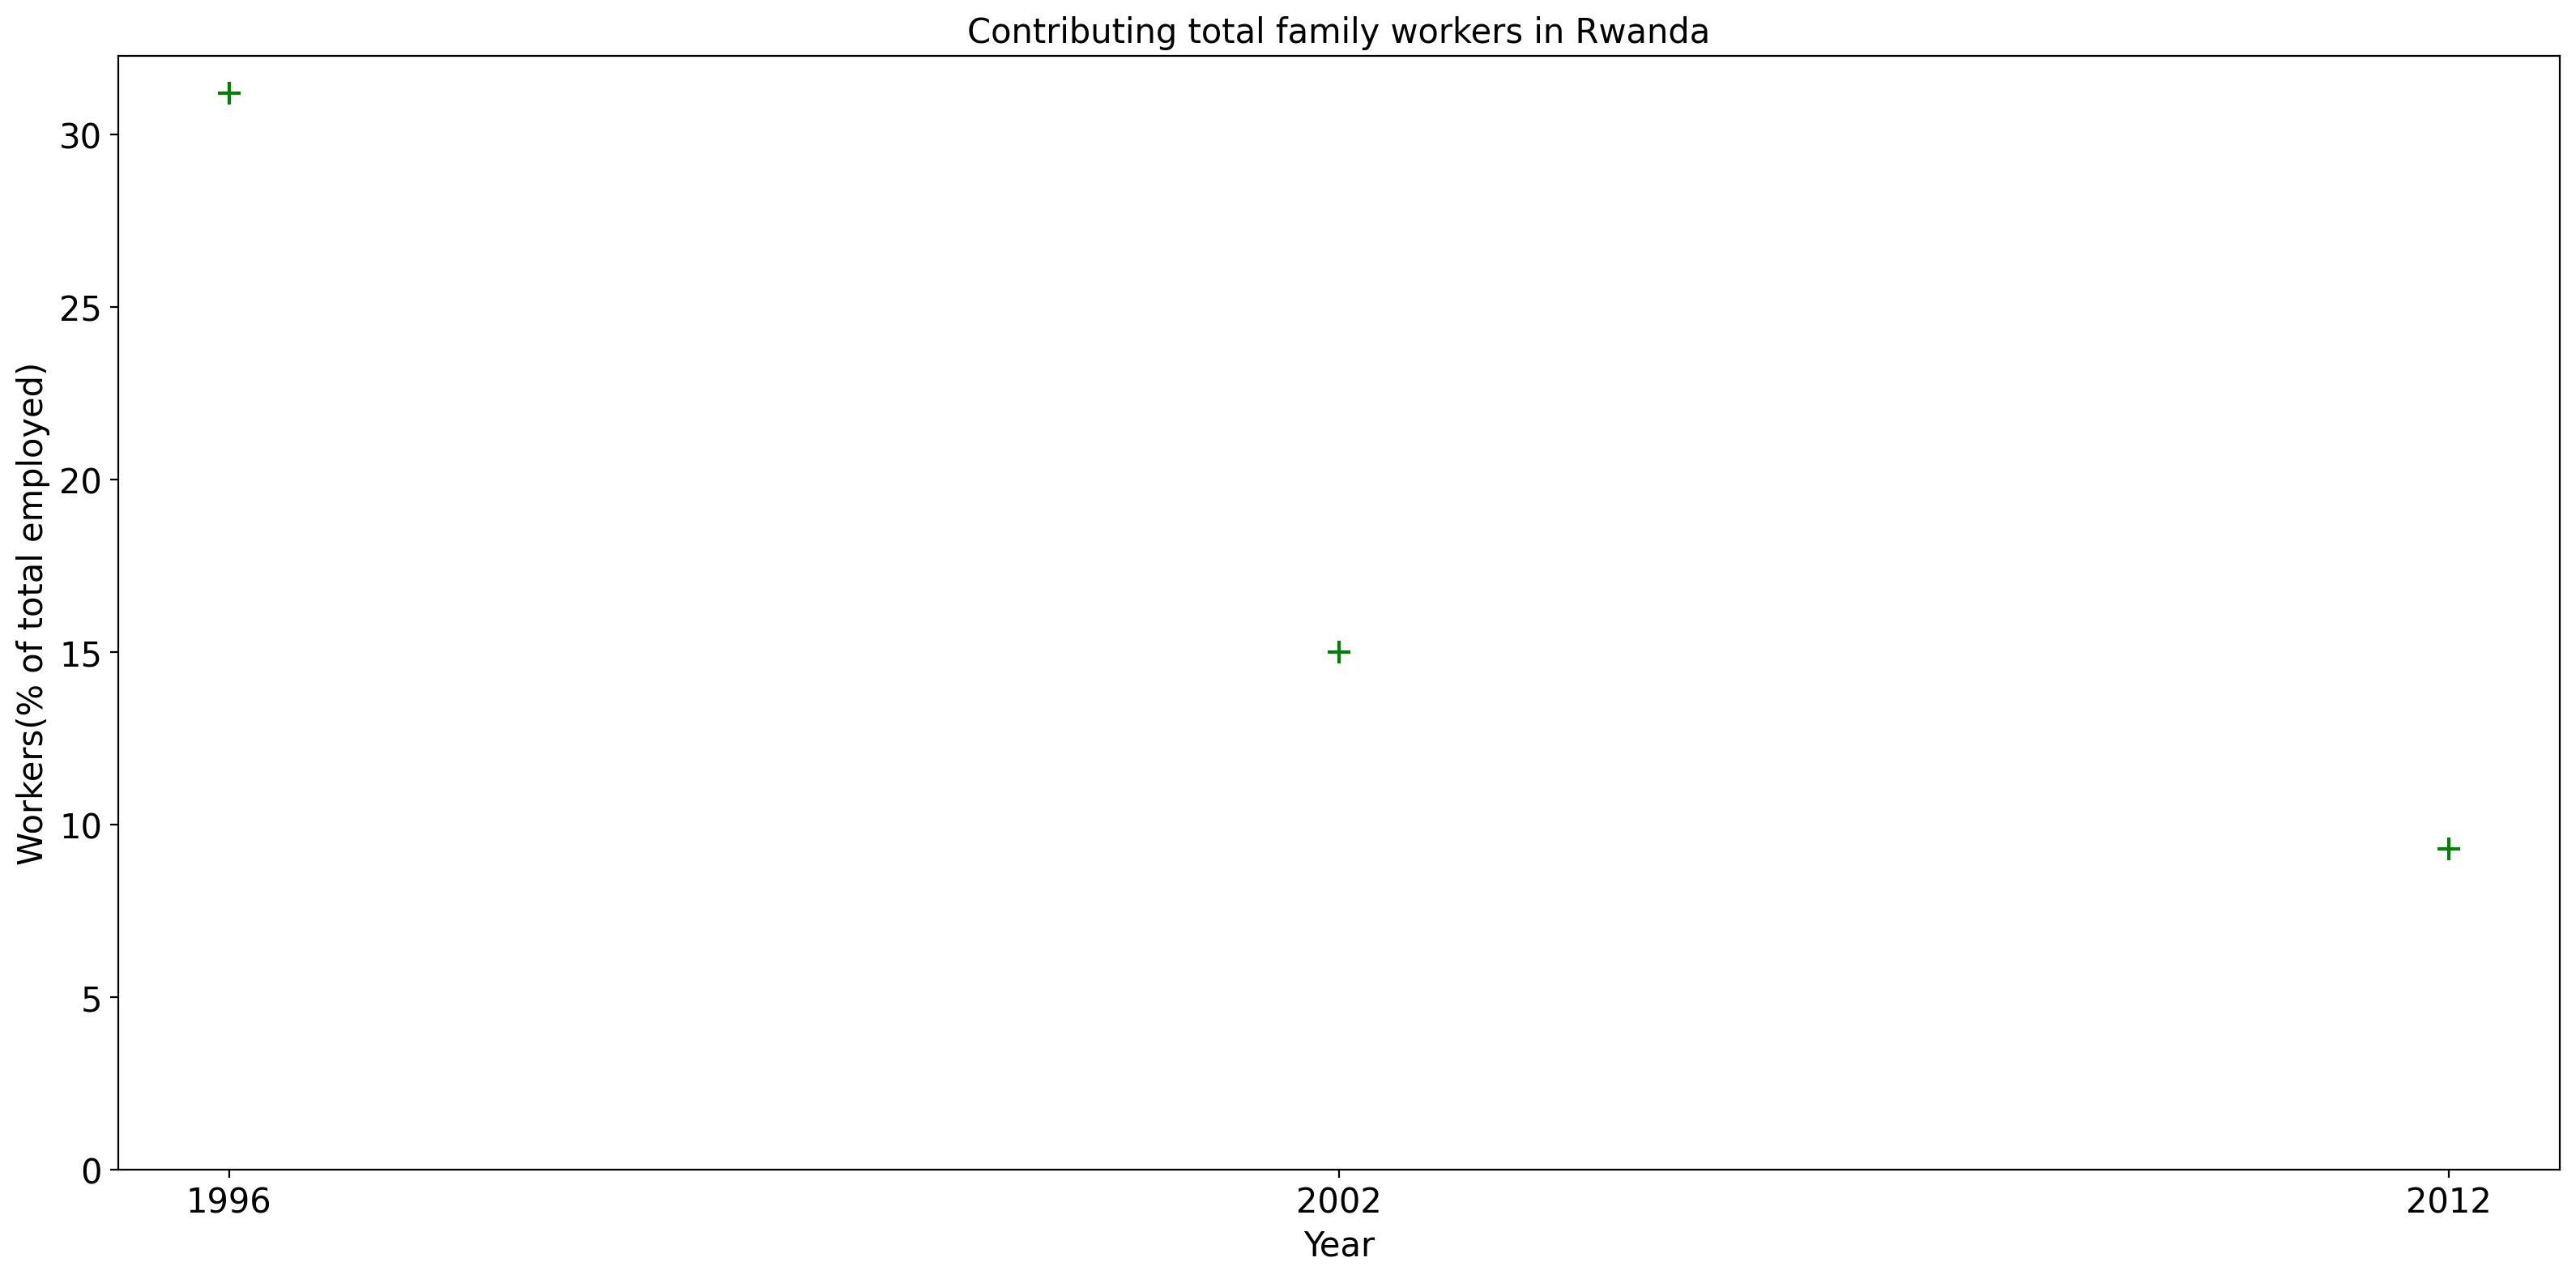 Contributing total family workers in Rwanda
Workers(% of total employed)
30
25
20
15
10
5
0
1996 2002 2012
Year